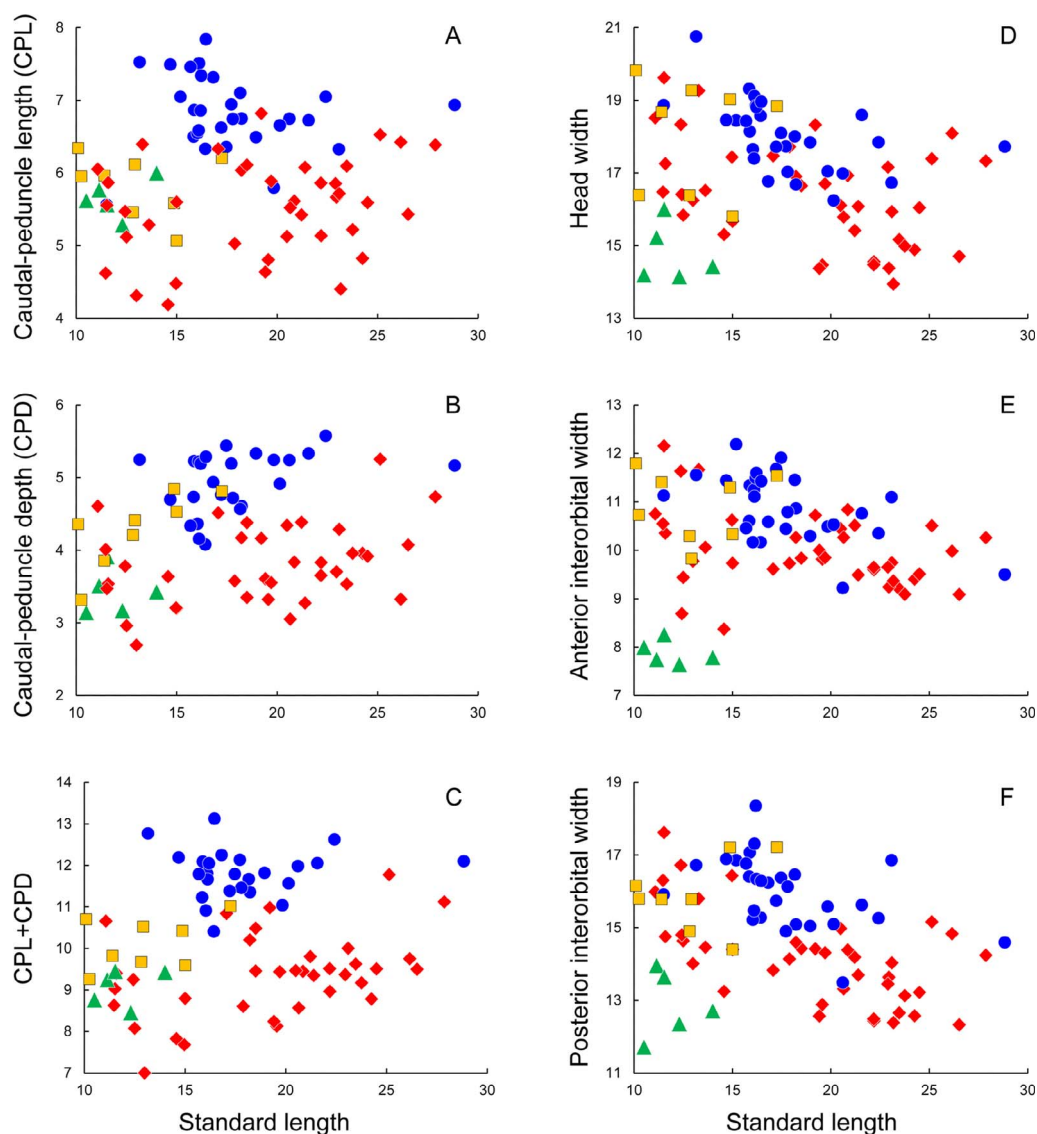 A
Caudal-peduncle length (CPL)
8
7
6
5
4
10 15 20 25 30
D
Head width
21
19
17
15
13
10 15 20 25 30
B
Caudal-peduncle depth (CPD)
6
5
4
3
2
10 15 20 25 30
E
Anterior interorbital width
13
12
11
10
9
8
7
10 15 20 25 30
C
CPL+CPD
14
13
12
11
10
9
8
7
10 15 20 25 30
Standard length
F
Posterior interorbital width
19
17
15
13
11
10 15 20 25 30
Standard length